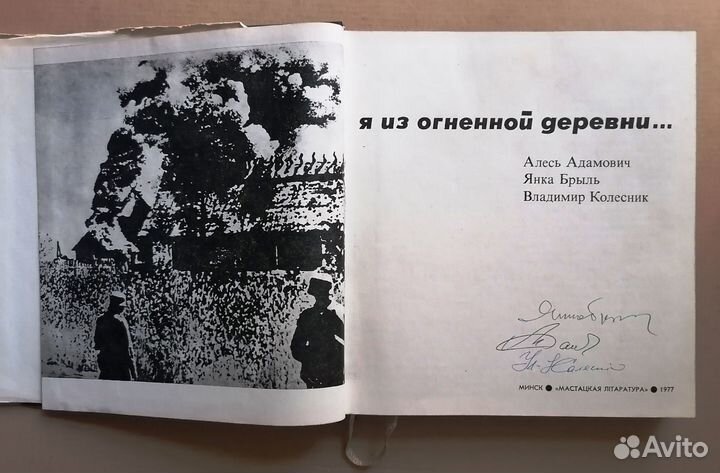 я из огненной деревни...
Алесь Адамович
Янка Брыль
Владимир Колесник
МИНСК ● «МАСТАЦКАЯ ЛІТАРАТУРА» ● 1977
Avito